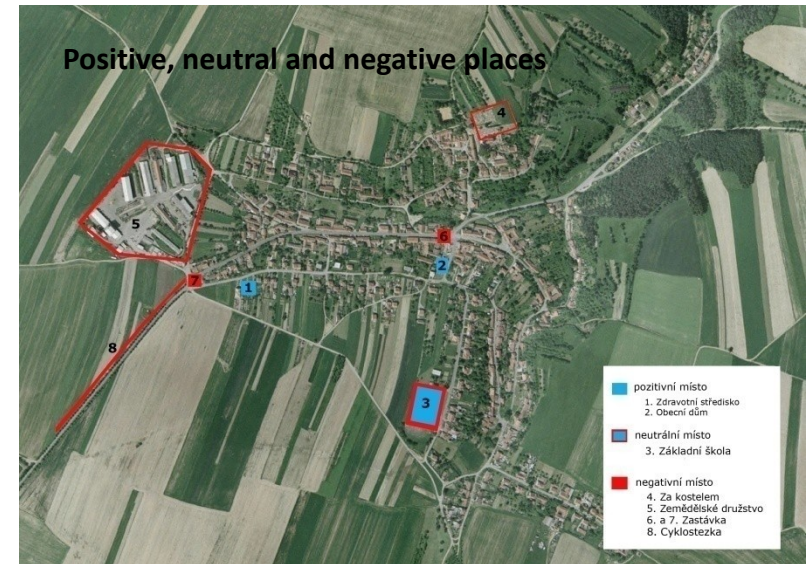 Positive, neutral and negative places
4
5
6
2
7
1
8
3
pozitivní místo
1. Zdravotní středisko
2. Obecní dům
neutrální místo
3. Základní škola
negativní místo
4. Za kostelem
5. Zemědělské družstvo
6. a 7. Zastávka
8. Cyklostezka